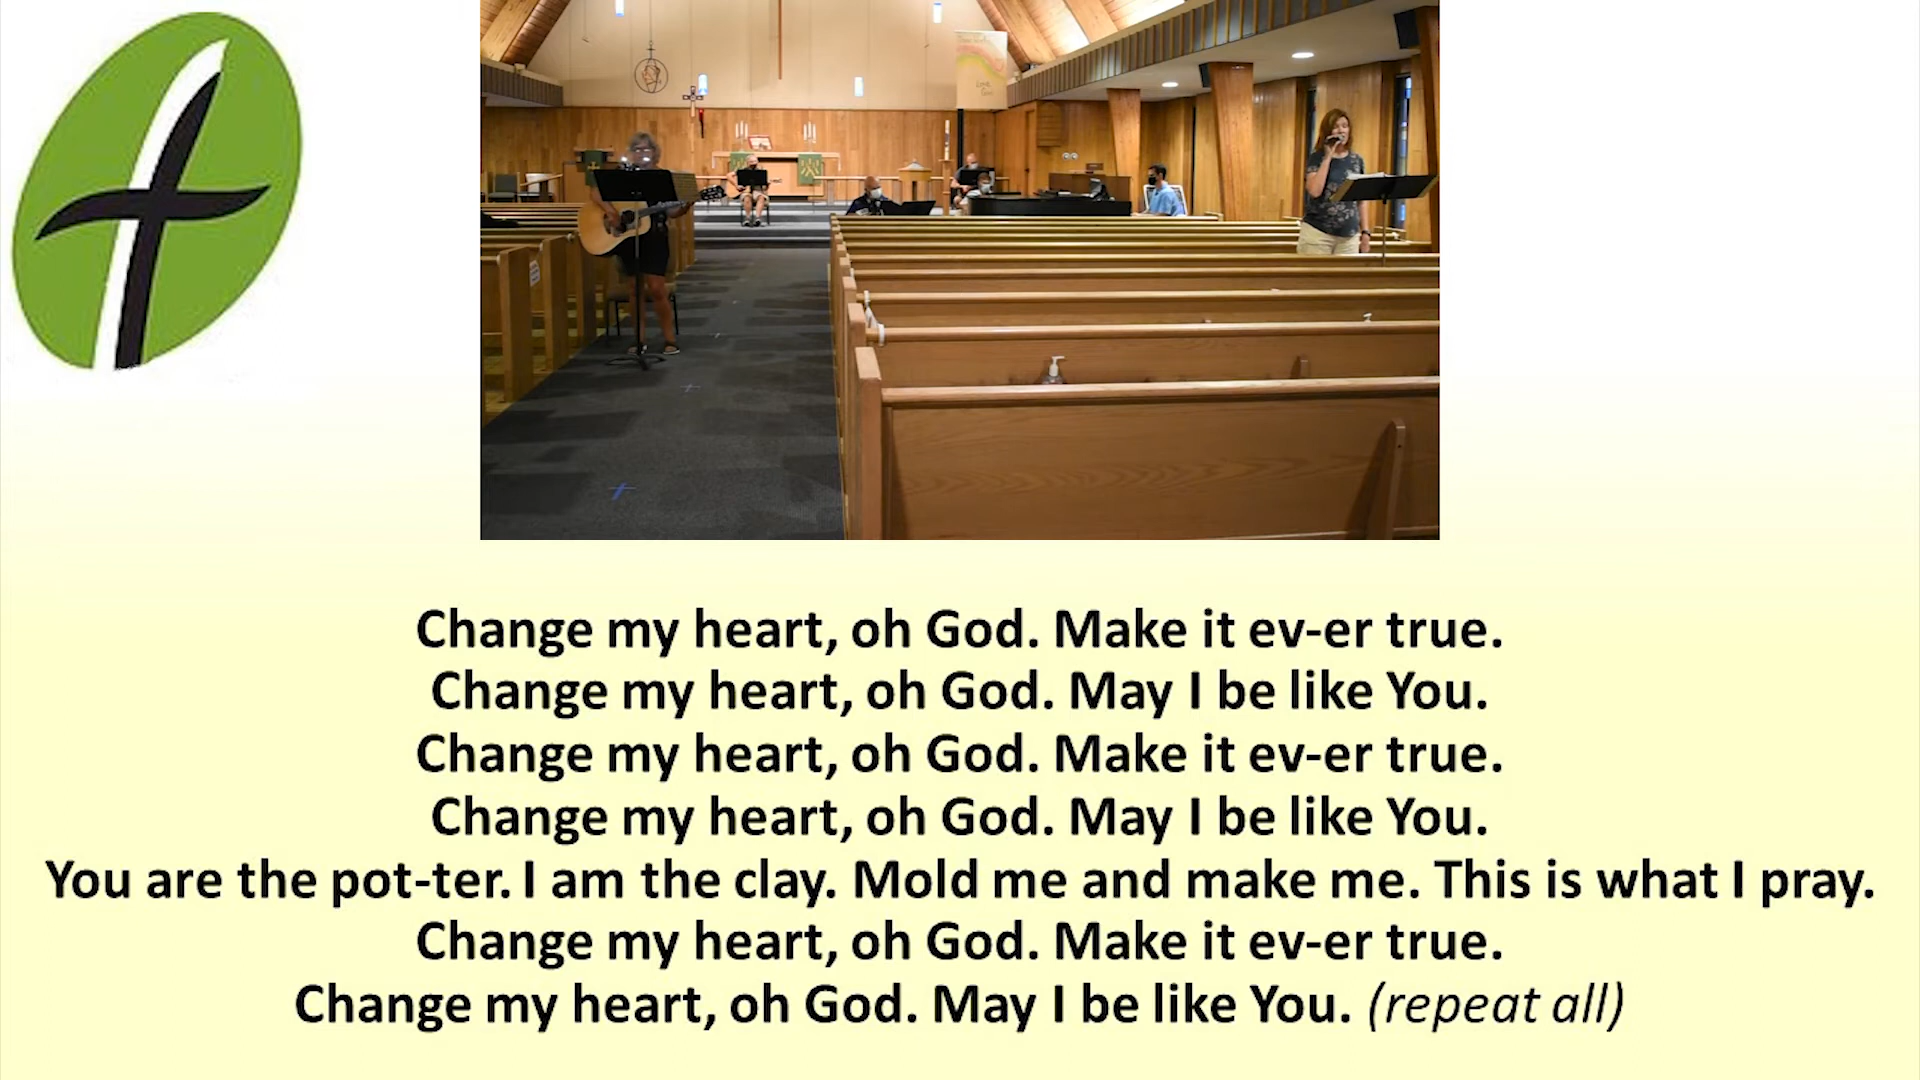 Change my heart, oh God. Make it ev-er true.
Change my heart, oh God. May I be like You.
Change my heart, oh God. Make it ev-er true.
Change my heart, oh God. May I be like You.
You are the pot-ter. I am the clay. Mold me and make me. This is what I pray.
Change my heart, oh God. Make it ev-er true.
Change my heart, oh God. May I be like You. (repeat all)